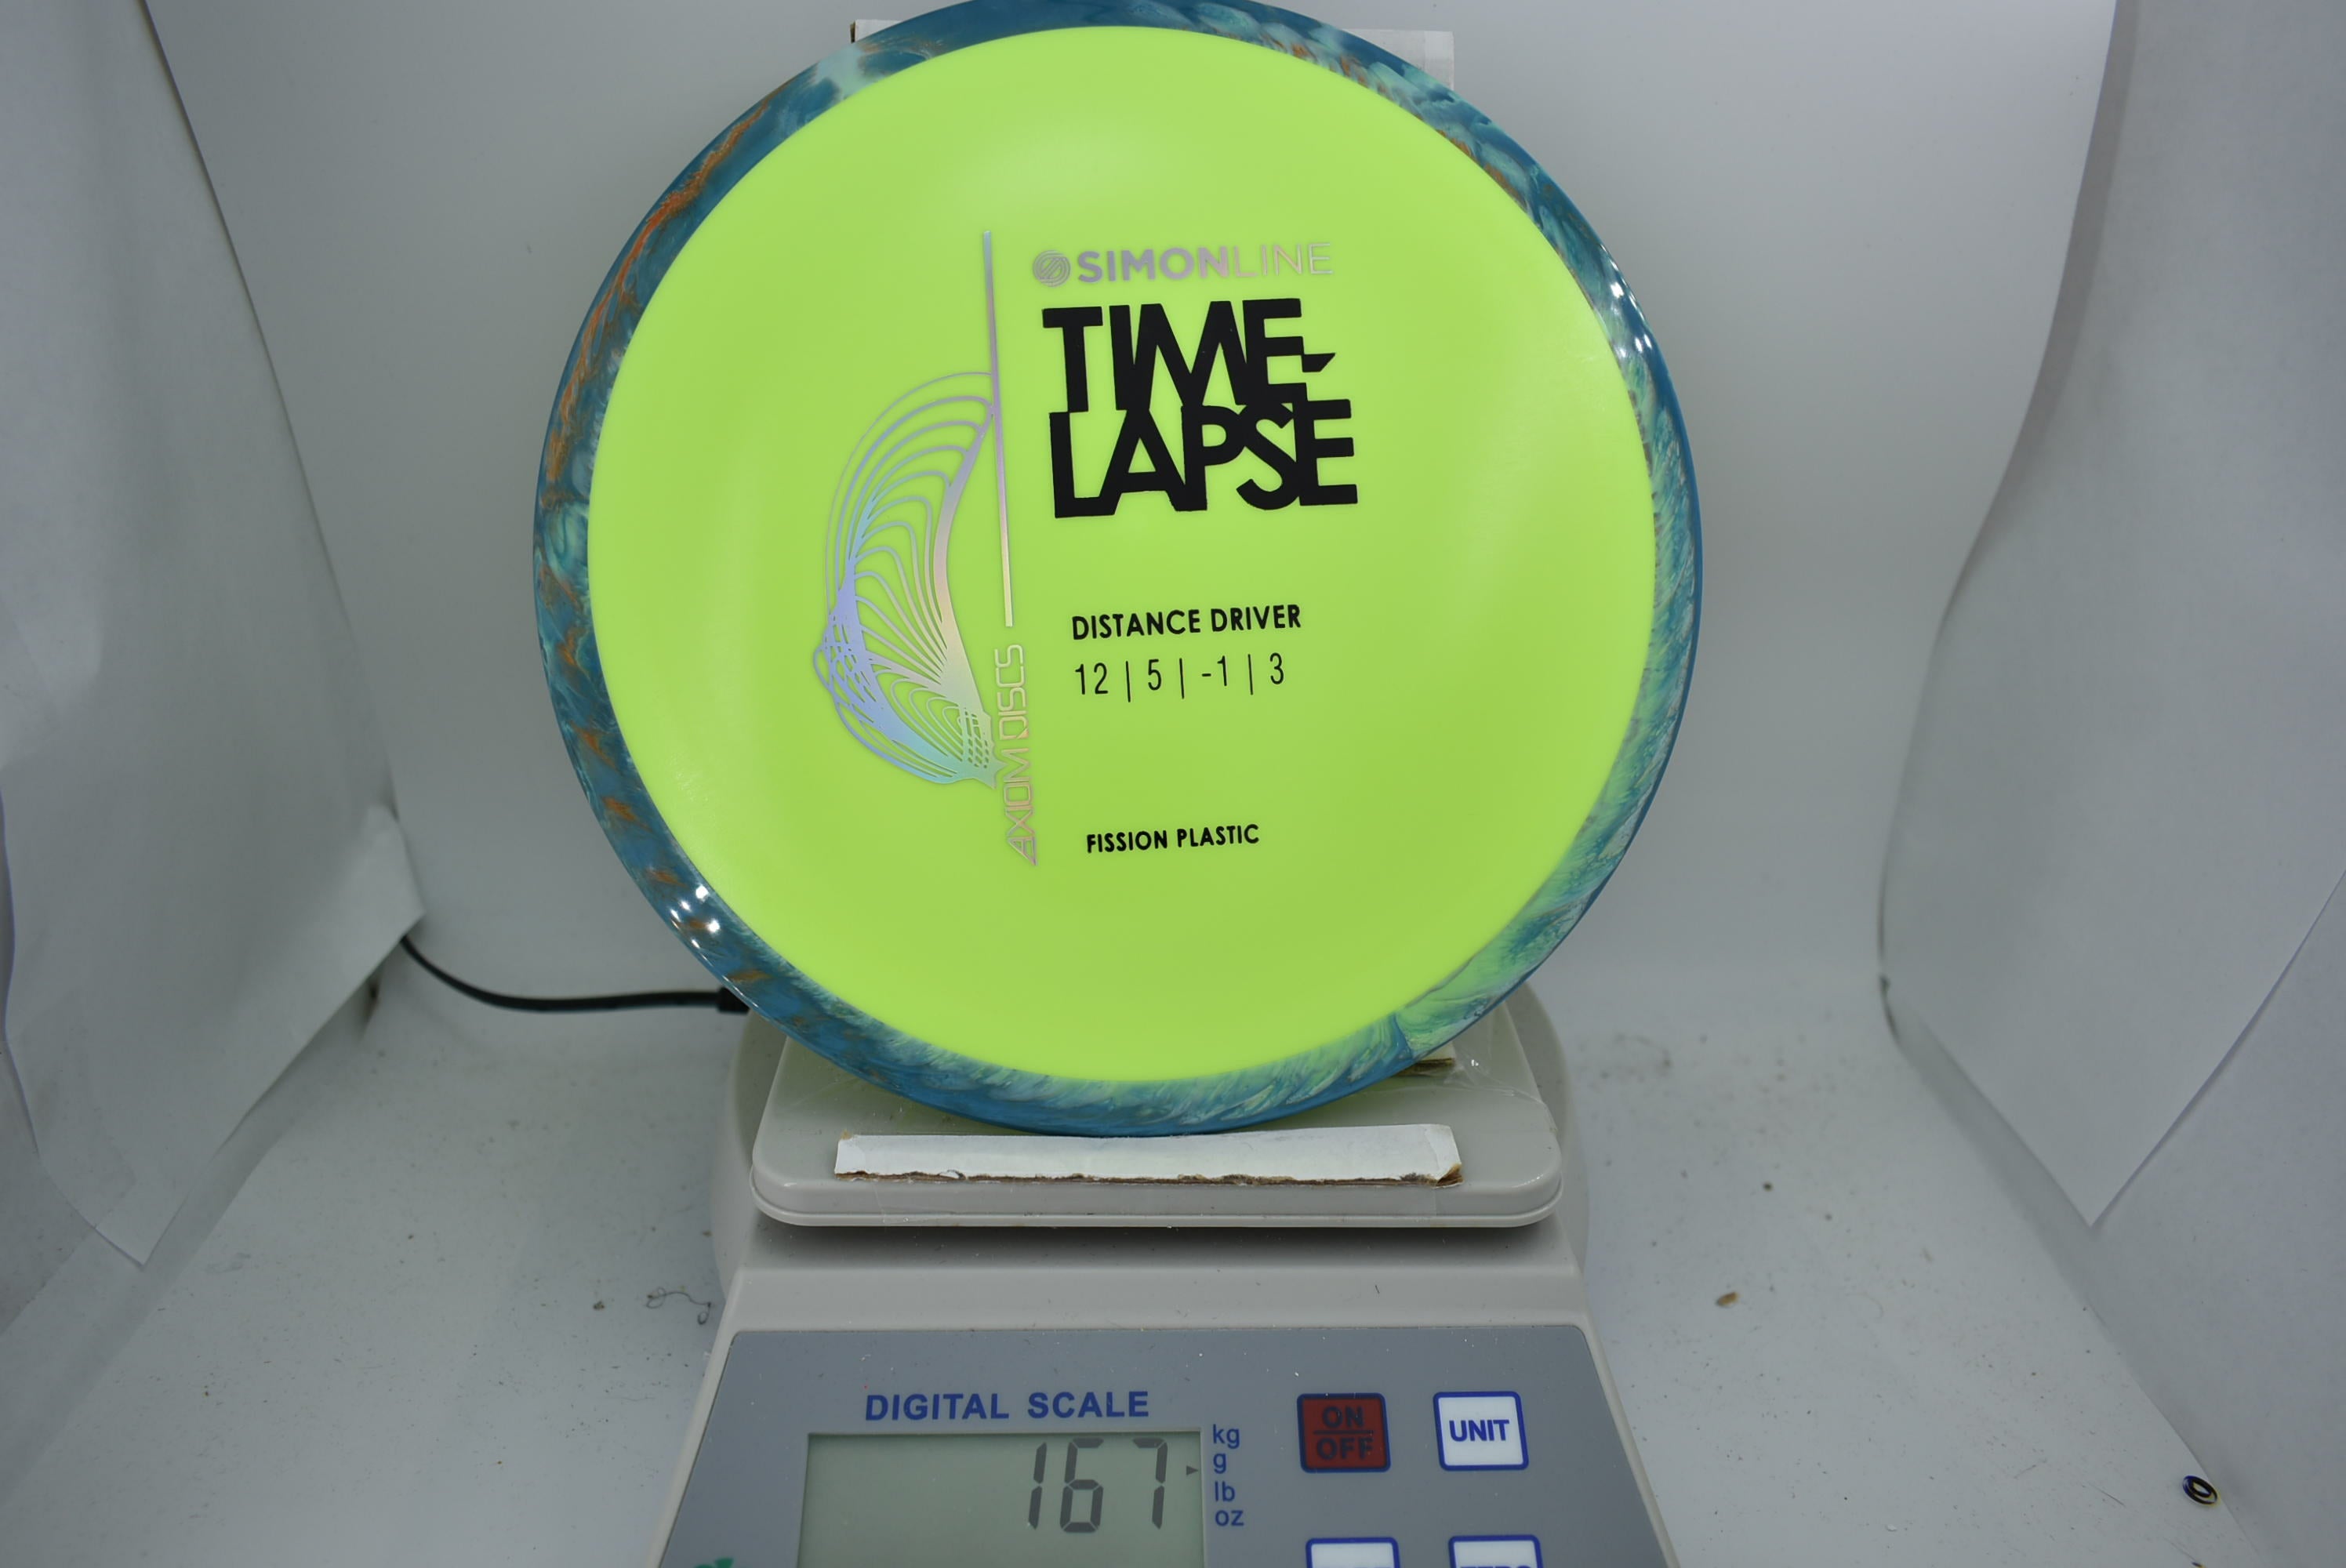 SIMONLINE
TIME-
LAPSE
DISTANCE DRIVER
12 | 5 | -1 | 3
AXIOM DISCS
FISSION PLASTIC
DIGITAL SCALE
167
kg
g
lb
oz
ON
OFF
UNIT